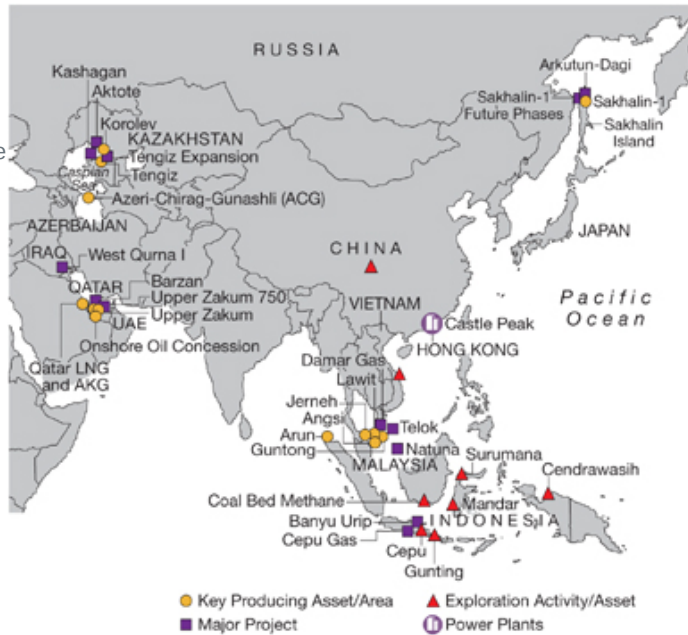 RUSSIA
Kashagan
Aktote
Korolev
KAZAKHSTAN
Tengiz Expansion
Tengiz
Caspian
Sea
Azeri-Chirag-Gunashli (ACG)
AZERBAIJAN
IRAQ
West Qurna I
QATAR
Barzan
Upper Zakum 750
Upper Zakum
UAE
Onshore Oil Concession
Qatar LNG
and AKG
Arkutun-Dagi
Sakhalin-1
Future Phases
Sakhalin-1
Sakhalin
Island
JAPAN
CHINA
Pacific
Ocean
VIETNAM
Castle Peak
HONG KONG
Damar Gas
Lawit
Jerneh
Angsi
Arun
Guntong
Telok
Natuna
MALAYSIA
Surumana
Cendrawasih
Coal Bed Methane
Mandar
Banyu Urip
INDONESIA
Cepu Gas
Cepu
Gunting
Key Producing Asset/Area
Exploration Activity/Asset
Major Project
Power Plants